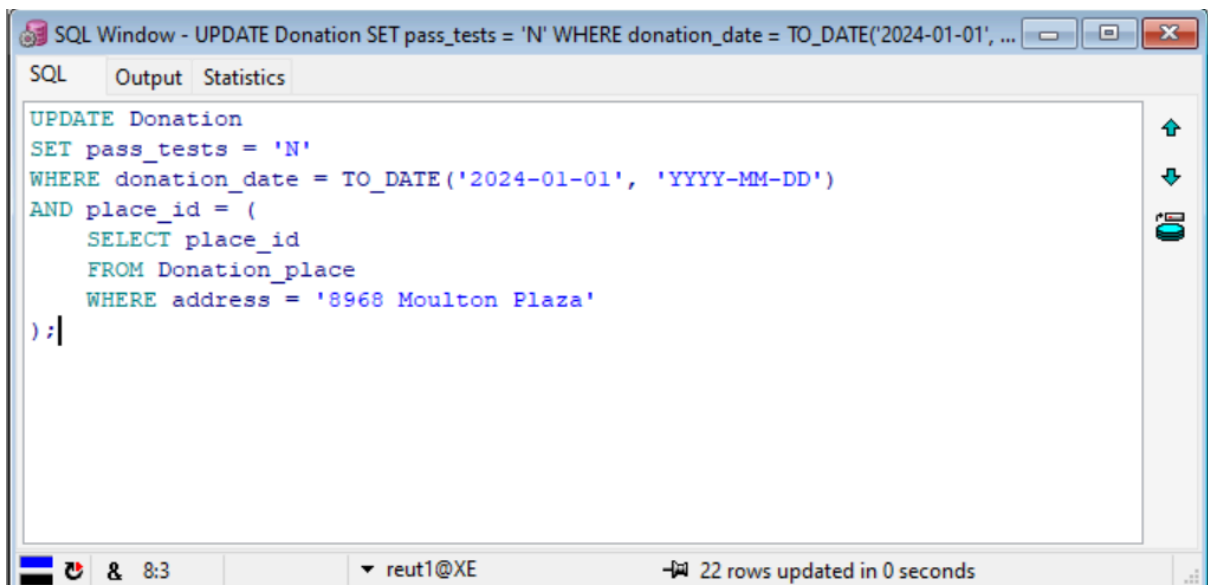 SQL Window - UPDATE Donation SET pass_tests = 'N' WHERE donation_date = TO_DATE('2024-01-01', ...
SQL Output Statistics
UPDATE Donation
SET pass_tests = 'N'
WHERE donation_date = TO_DATE('2024-01-01', 'YYYY-MM-DD')
AND place_id = (
    SELECT place_id
    FROM Donation_place
    WHERE address = '8968 Moulton Plaza'
);
& 8:3 reut1@XE 22 rows updated in 0 seconds